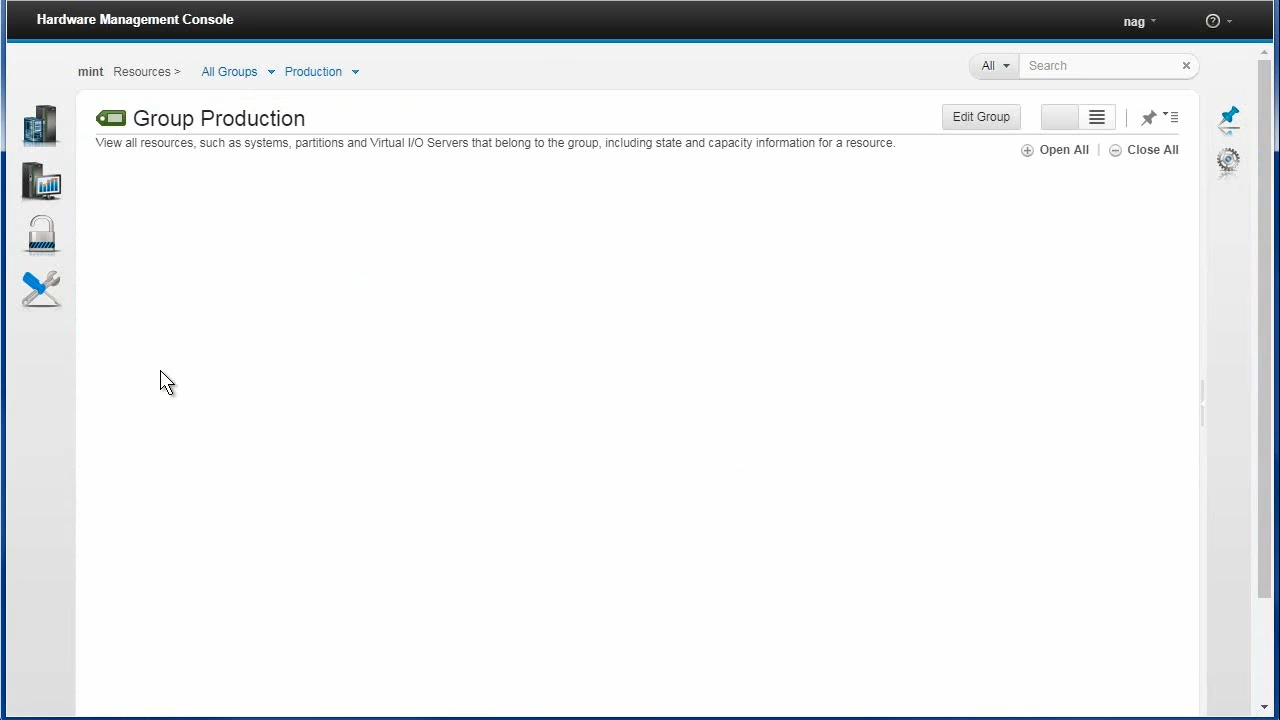 Hardware Management Console
nag
mint Resources > All Groups Production
All Search
Group Production
Edit Group
View all resources, such as systems, partitions and Virtual I/O Servers that belong to the group, including state and capacity information for a resource.
Open All | Close All